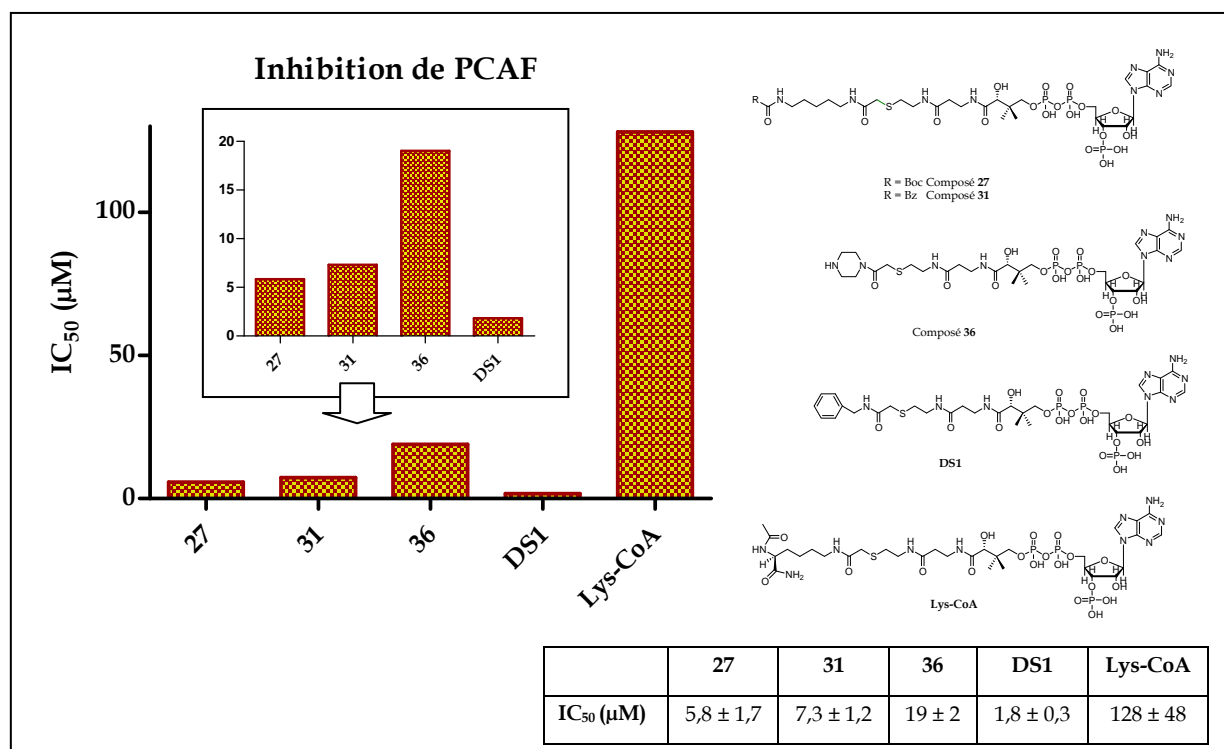 Inhibition de PCAF
IC50 (µM)
100
50
0
20
15
10
5
0
27
31
36
DS1
27
31
36
DS1
Lys-CoA
R = Boc Composé 27
R = Bz Composé 31
Composé 36
DS1
Lys-CoA
27 31 36 DS1 Lys-CoA
IC50 (µM) 5,8 ± 1,7 7,3 ± 1,2 19 ± 2 1,8 ± 0,3 128 ± 48